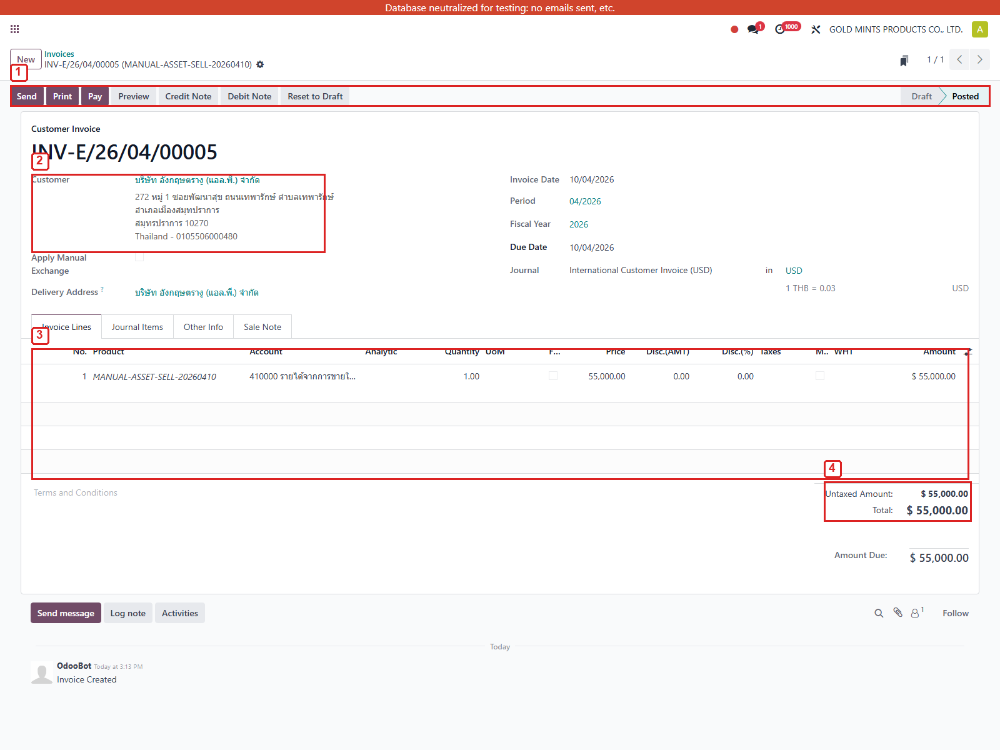 Database neutralized for testing: no emails sent, etc.
1
1000
GOLD MINTS PRODUCTS CO., LTD.
A
New
Invoices
INV-E/26/04/00005 (MANUAL-ASSET-SELL-20260410)
1 / 1
1
Send
Print
Pay
Preview
Credit Note
Debit Note
Reset to Draft
Draft
Posted
Customer Invoice
INV-E/26/04/00005
2
Customer
บริษัท อังกฤษตรางู (แอล.พี.) จำกัด
272 หมู่ 1 ซอยพัฒนาสุข ถนนเทพารักษ์ ตำบลเทพารักษ์
อำเภอเมืองสมุทปราการ
สมุทรปราการ 10270
Thailand - 0105506000480
Apply Manual
Exchange
Delivery Address ?
บริษัท อังกฤษตรางู (แอล.พี.) จำกัด
Invoice Date 10/04/2026
Period 04/2026
Fiscal Year 2026
Due Date 10/04/2026
Journal International Customer Invoice (USD) in USD
1 THB = 0.03 USD
Invoice Lines
Journal Items
Other Info
Sale Note
3
No. Product Account Analytic Quantity UoM F... Price Disc.(AMT) Disc.(%) Taxes M.. WHT Amount
1 MANUAL-ASSET-SELL-20260410 410000 รายได้จากการขายใ... 1.00 55,000.00 0.00 0.00 $ 55,000.00
4
Terms and Conditions
Untaxed Amount: $ 55,000.00
Total: $ 55,000.00
Amount Due: $ 55,000.00
Send message
Log note
Activities
1
Follow
Today
OdooBot Today at 3:13 PM
Invoice Created